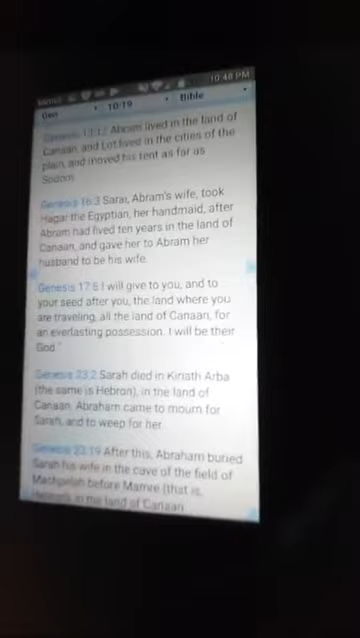 10:48 PM
Gen 10:19 Bible
Genesis 13:12 Abram lived in the land of
Canaan, and Lot lived in the cities of the
plain, and moved his tent as far as
Sodom.
Genesis 16:3 Sarai, Abram's wife, took
Hagar the Egyptian, her handmaid, after
Abram had lived ten years in the land of
Canaan, and gave her to Abram her
husband to be his wife.
Genesis 17:8 I will give to you, and to
your seed after you, the land where you
are traveling, all the land of Canaan, for
an everlasting possession. I will be their
God."
Genesis 23:2 Sarah died in Kiriath Arba
(the same is Hebron), in the land of
Canaan. Abraham came to mourn for
Sarah, and to weep for her.
Genesis 23:19 After this, Abraham buried
Sarah his wife in the cave of the field of
Machpelah before Mamre (that is,
Hebron), in the land of Canaan.